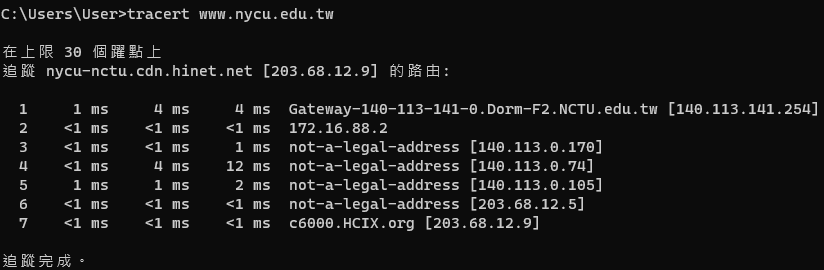 C:\Users\User>tracert www.nycu.edu.tw
在上限 30 個躍點上
追蹤 nycu-nctu.cdn.hinet.net [203.68.12.9] 的路由:
1 1 ms 4 ms 4 ms Gateway-140-113-141-0.Dorm-F2.NCTU.edu.tw [140.113.141.254]
2 <1 ms <1 ms <1 ms 172.16.88.2
3 <1 ms <1 ms 1 ms not-a-legal-address [140.113.0.170]
4 <1 ms 4 ms 12 ms not-a-legal-address [140.113.0.74]
5 1 ms 1 ms 2 ms not-a-legal-address [140.113.0.105]
6 <1 ms <1 ms <1 ms not-a-legal-address [203.68.12.5]
7 <1 ms <1 ms <1 ms c6000.HCIX.org [203.68.12.9]
追蹤完成。